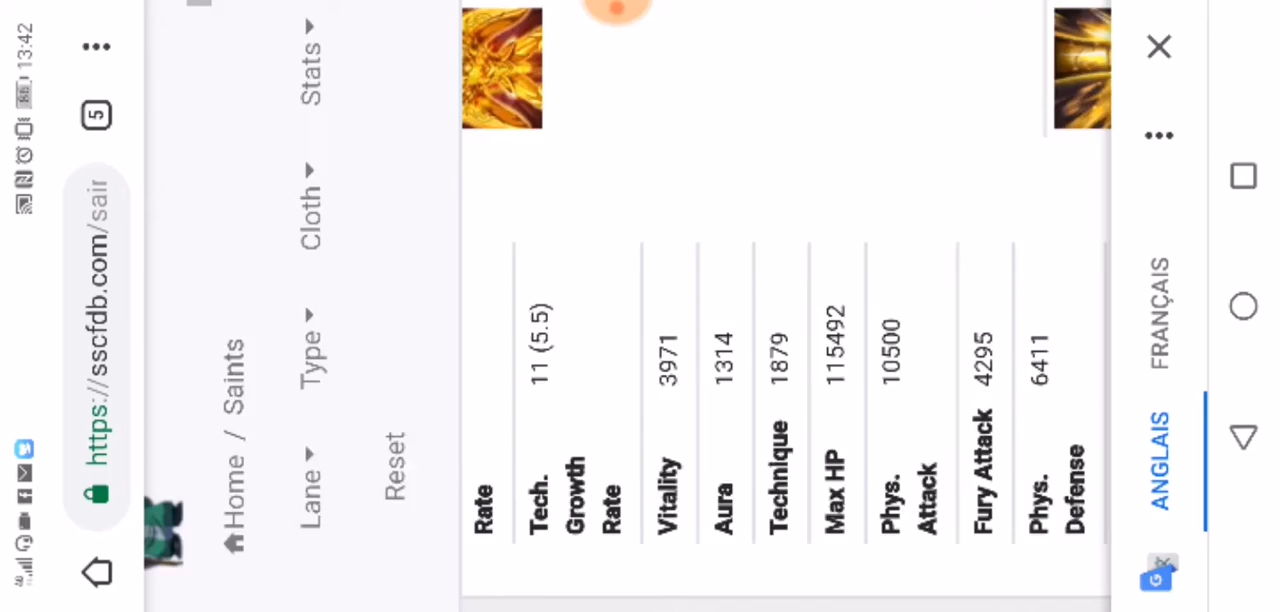 4G
88
13:42
https://sscfdb.com/sair
5
Home / Saints
Lane Type Cloth Stats
Reset
Rate
Tech. 11 (5.5)
Growth
Rate
Vitality 3971
Aura 1314
Technique 1879
Max HP 115492
Phys. 10500
Attack
Fury Attack 4295
Phys. 6411
Defense
G
ANGLAIS FRANÇAIS